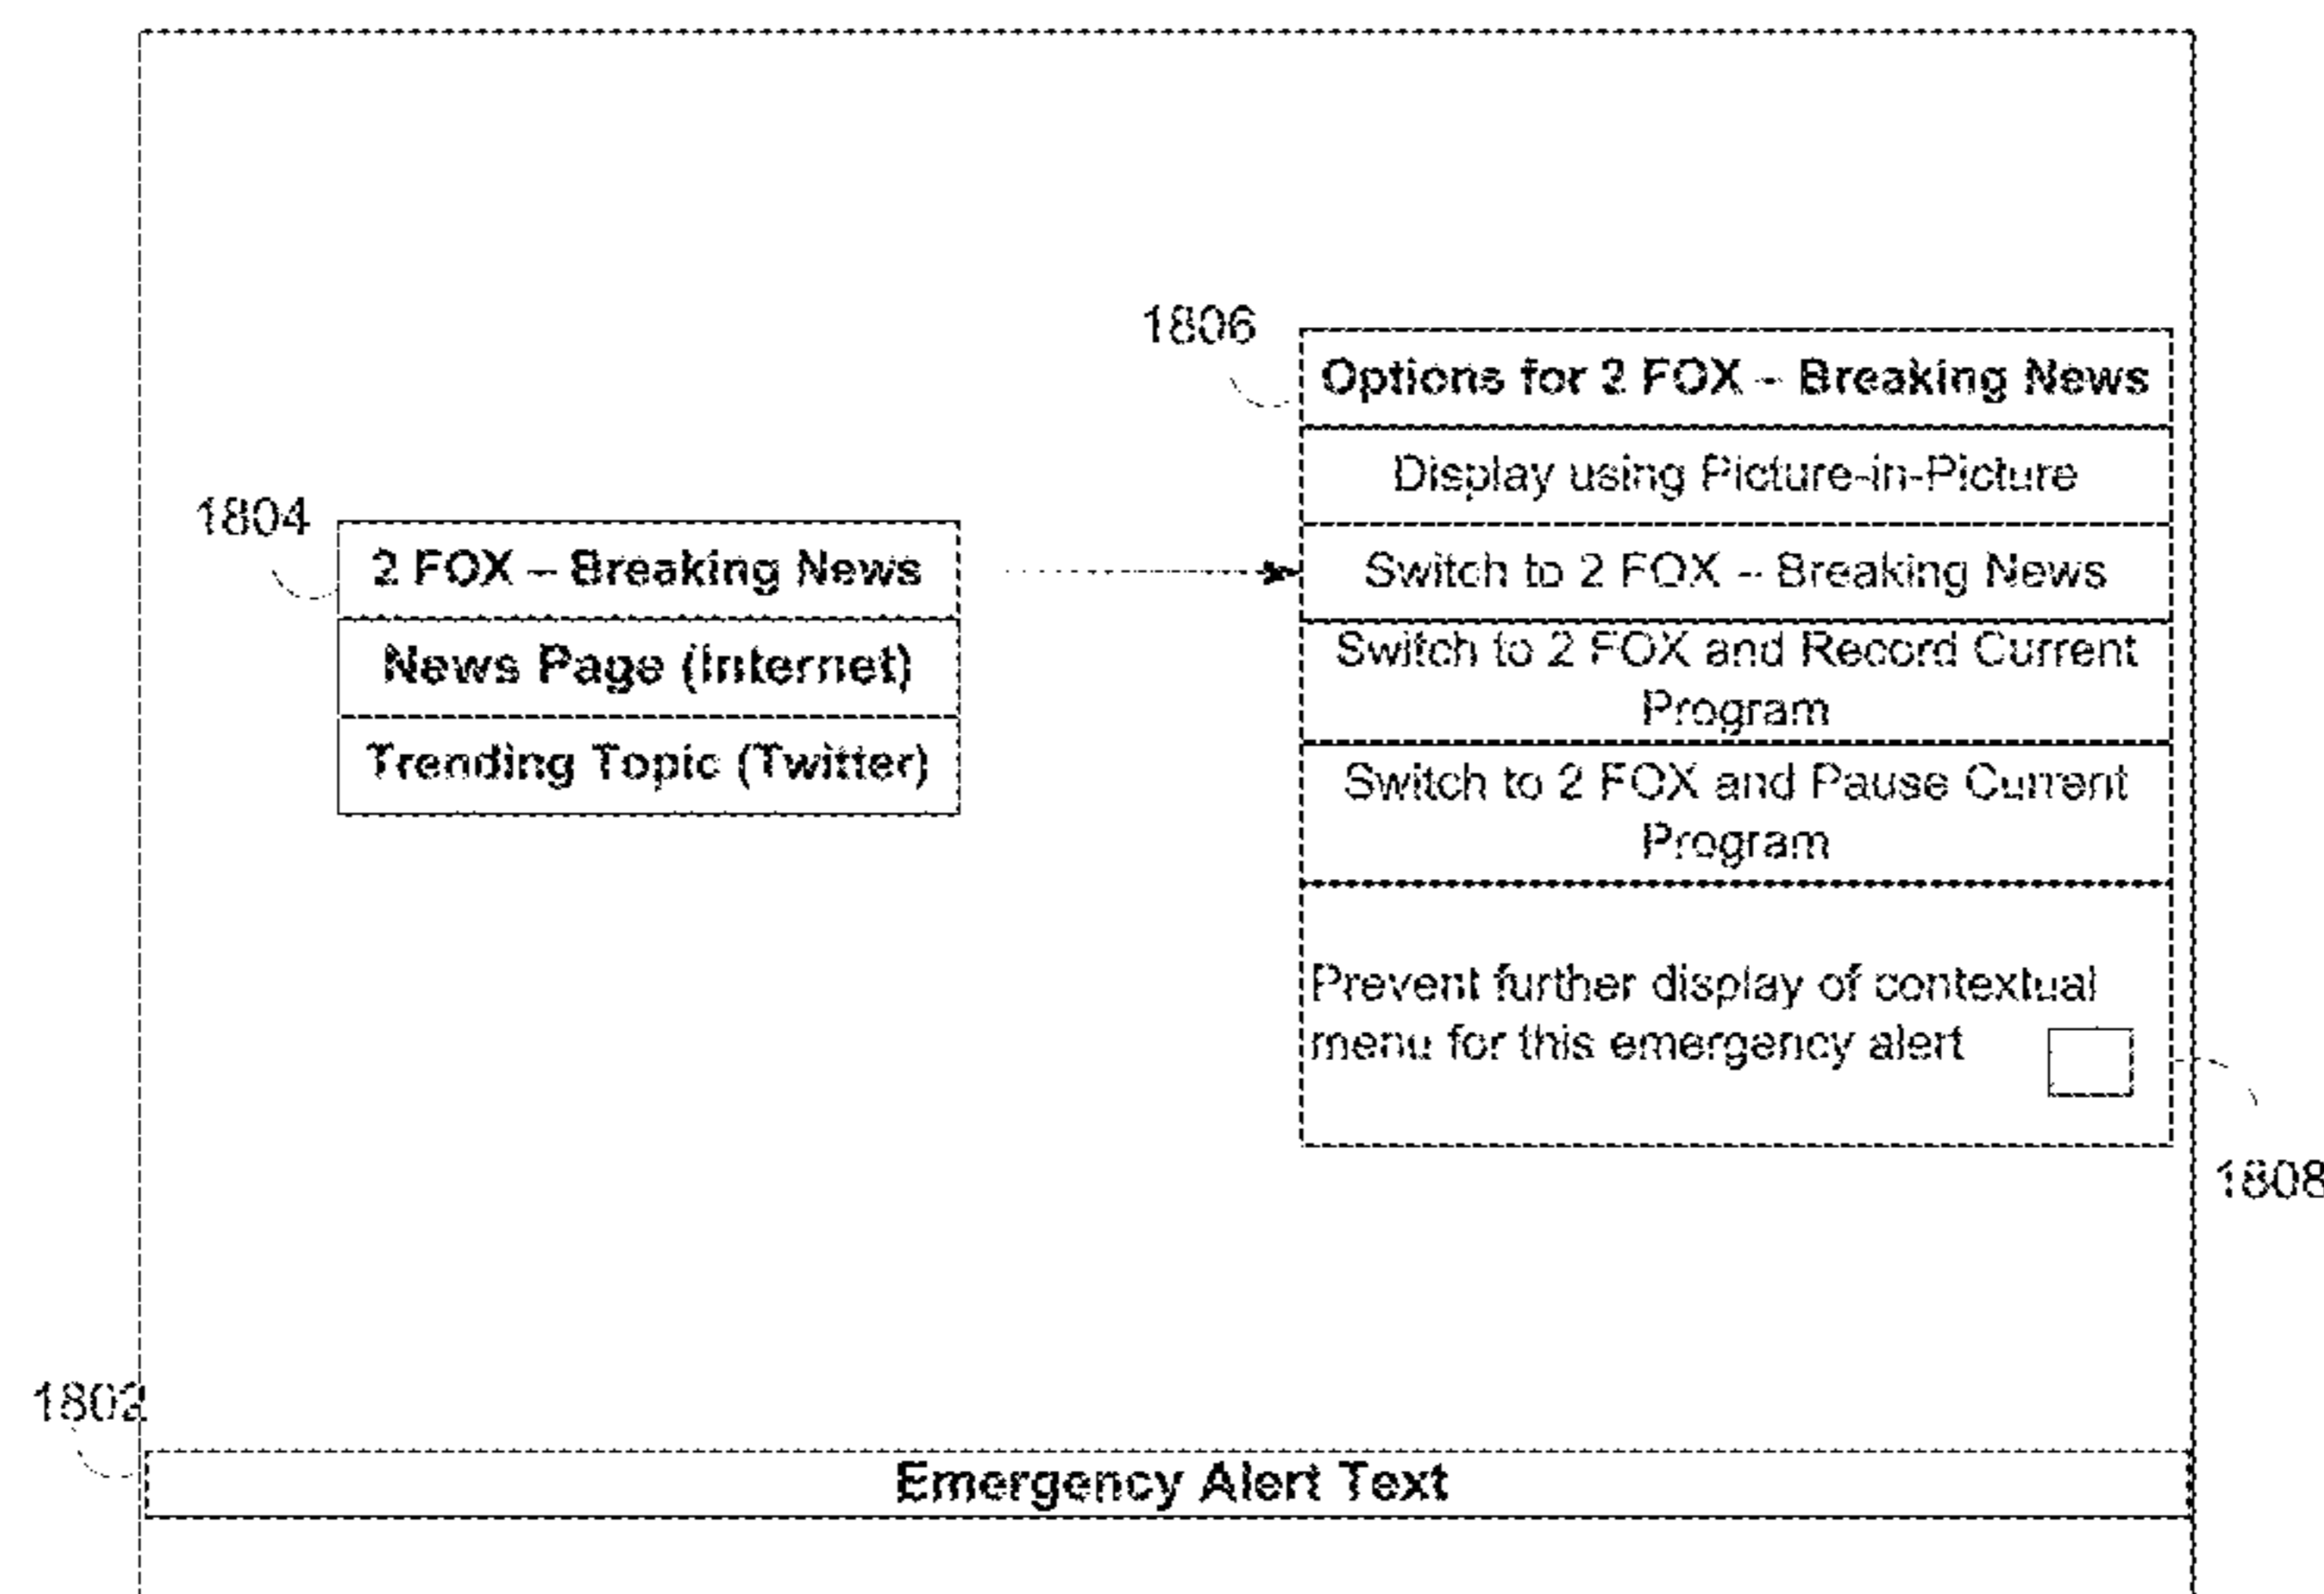 1806
Options for 2 FOX – Breaking News
Display using Picture-in-Picture
1804
2 FOX – Breaking News
Switch to 2 FOX – Breaking News
News Page (Internet)
Switch to 2 FOX and Record Current
Program
Trending Topic (Twitter)
Switch to 2 FOX and Pause Current
Program
Prevent further display of contextual
menu for this emergency alert
1808
1802
Emergency Alert Text